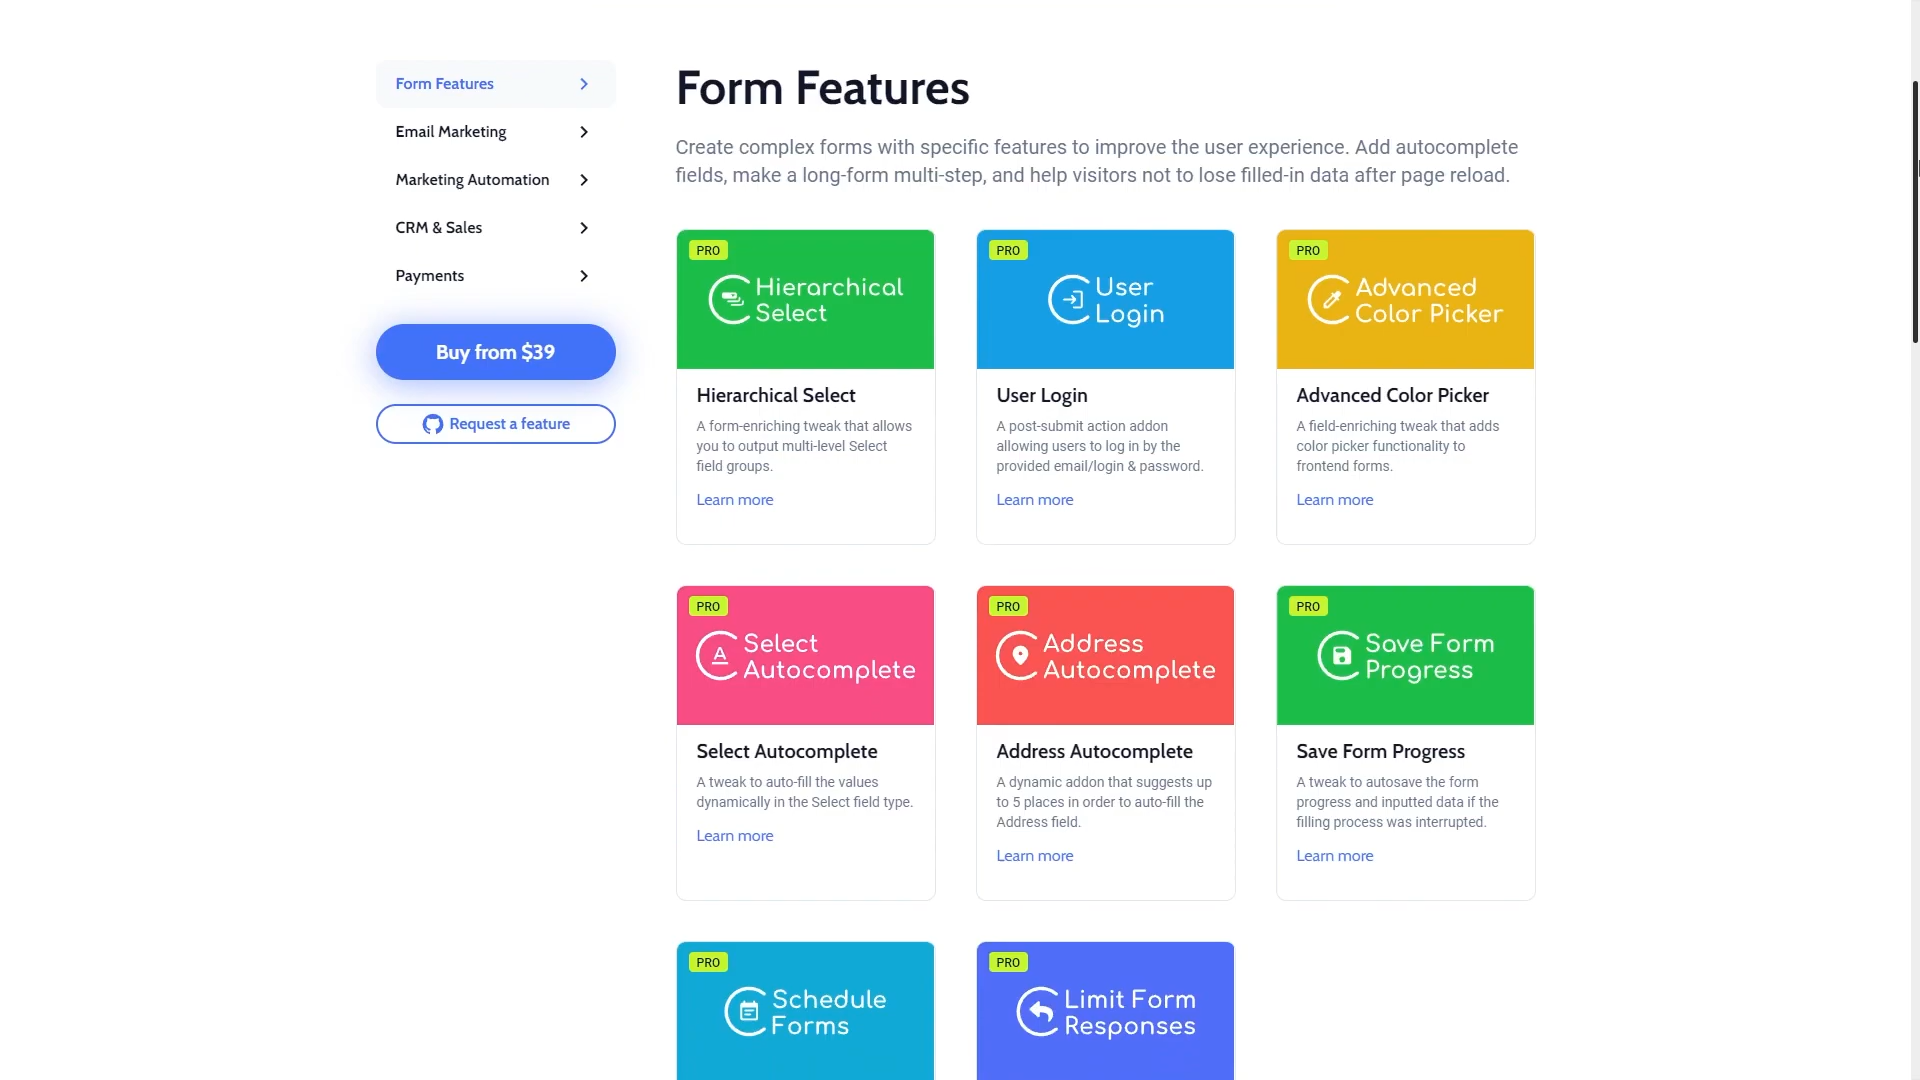 Form Features
Email Marketing
Marketing Automation
CRM & Sales
Payments
Buy from $39
Request a feature
Form Features
Create complex forms with specific features to improve the user experience. Add autocomplete
fields, make a long-form multi-step, and help visitors not to lose filled-in data after page reload.
PRO
Hierarchical
Select
Hierarchical Select
A form-enriching tweak that allows
you to output multi-level Select
field groups.
Learn more
PRO
User
Login
User Login
A post-submit action addon
allowing users to log in by the
provided email/login & password.
Learn more
PRO
Advanced
Color Picker
Advanced Color Picker
A field-enriching tweak that adds
color picker functionality to
frontend forms.
Learn more
PRO
A
Select
Autocomplete
Select Autocomplete
A tweak to auto-fill the values
dynamically in the Select field type.
Learn more
PRO
Address
Autocomplete
Address Autocomplete
A dynamic addon that suggests up
to 5 places in order to auto-fill the
Address field.
Learn more
PRO
Save Form
Progress
Save Form Progress
A tweak to autosave the form
progress and inputted data if the
filling process was interrupted.
Learn more
PRO
Schedule
Forms
PRO
Limit Form
Responses